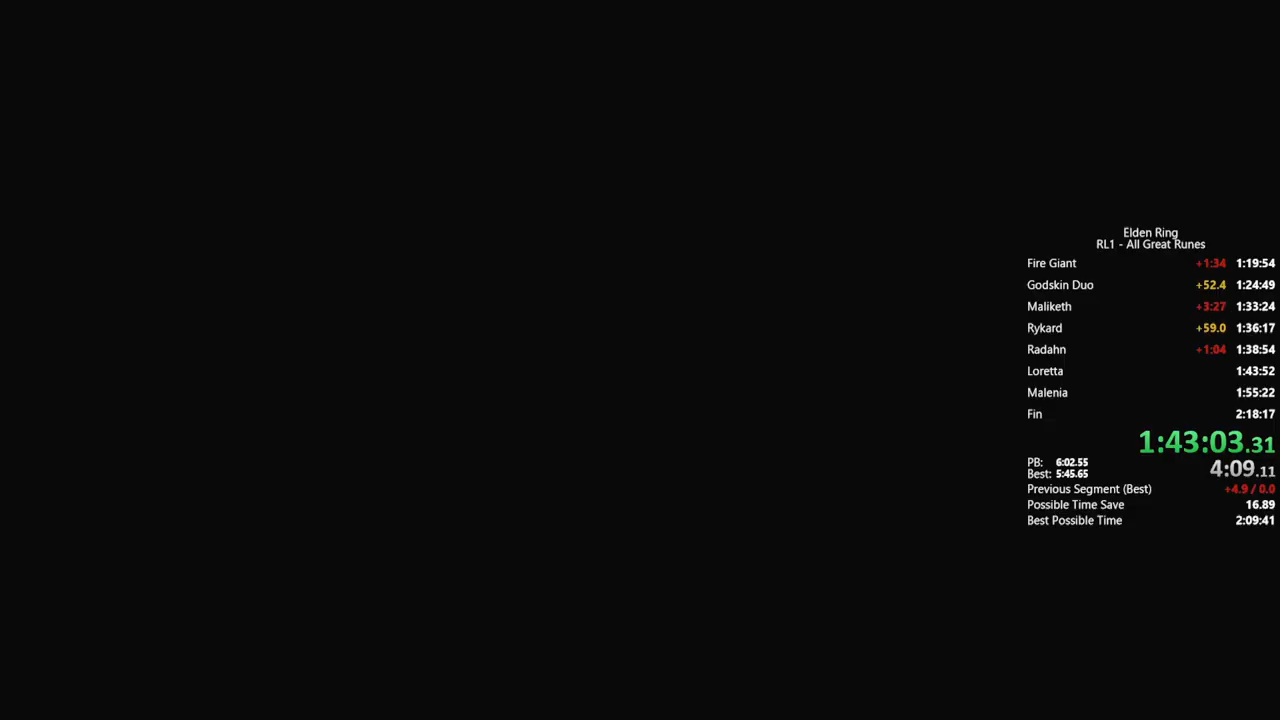 Elden Ring
RL1 - All Great Runes
Fire Giant +1:34 1:19:54
Godskin Duo +52.4 1:24:49
Maliketh +3:27 1:33:24
Rykard +59.0 1:36:17
Radahn +1:04 1:38:54
Loretta 1:43:52
Malenia 1:55:22
Fin 2:18:17
1:43:03.31
PB: 6:02.55
Best: 5:45.65
4:09.11
Previous Segment (Best) +4.9 / 0.0
Possible Time Save 16.89
Best Possible Time 2:09:41